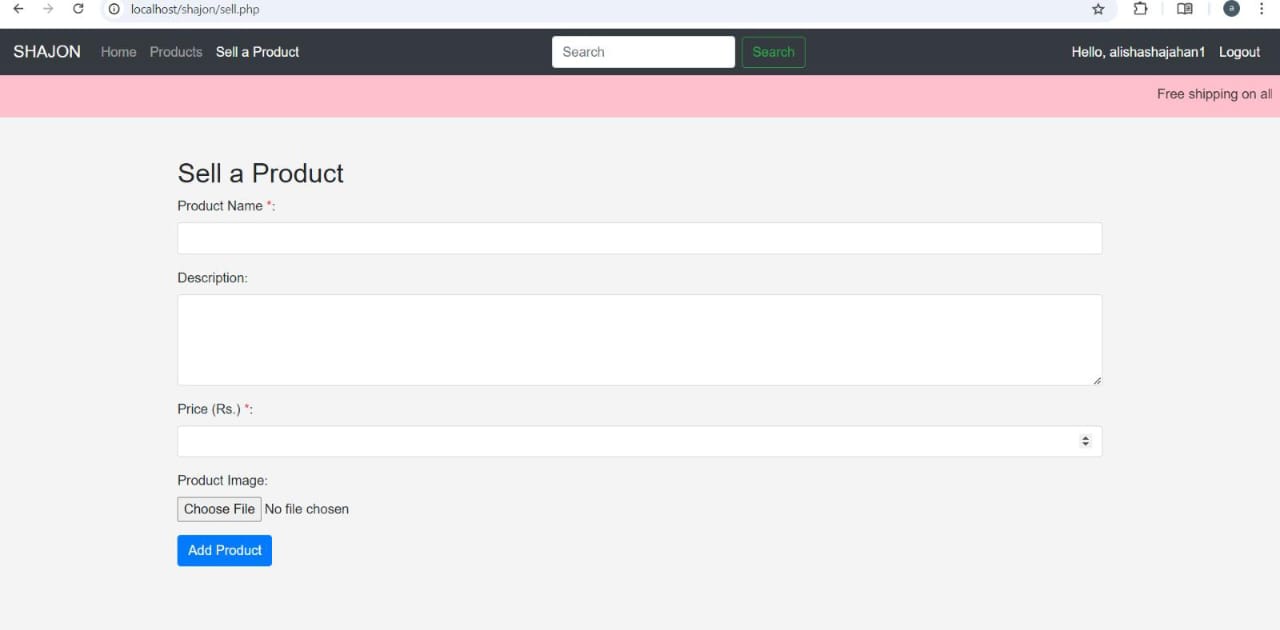 localhost/shajon/sell.php
a
SHAJON Home Products Sell a Product Search Search Hello, alishashajahan1 Logout
Free shipping on all
Sell a Product
Product Name *:
Description:
Price (Rs.) *:
Product Image:
Choose File No file chosen
Add Product